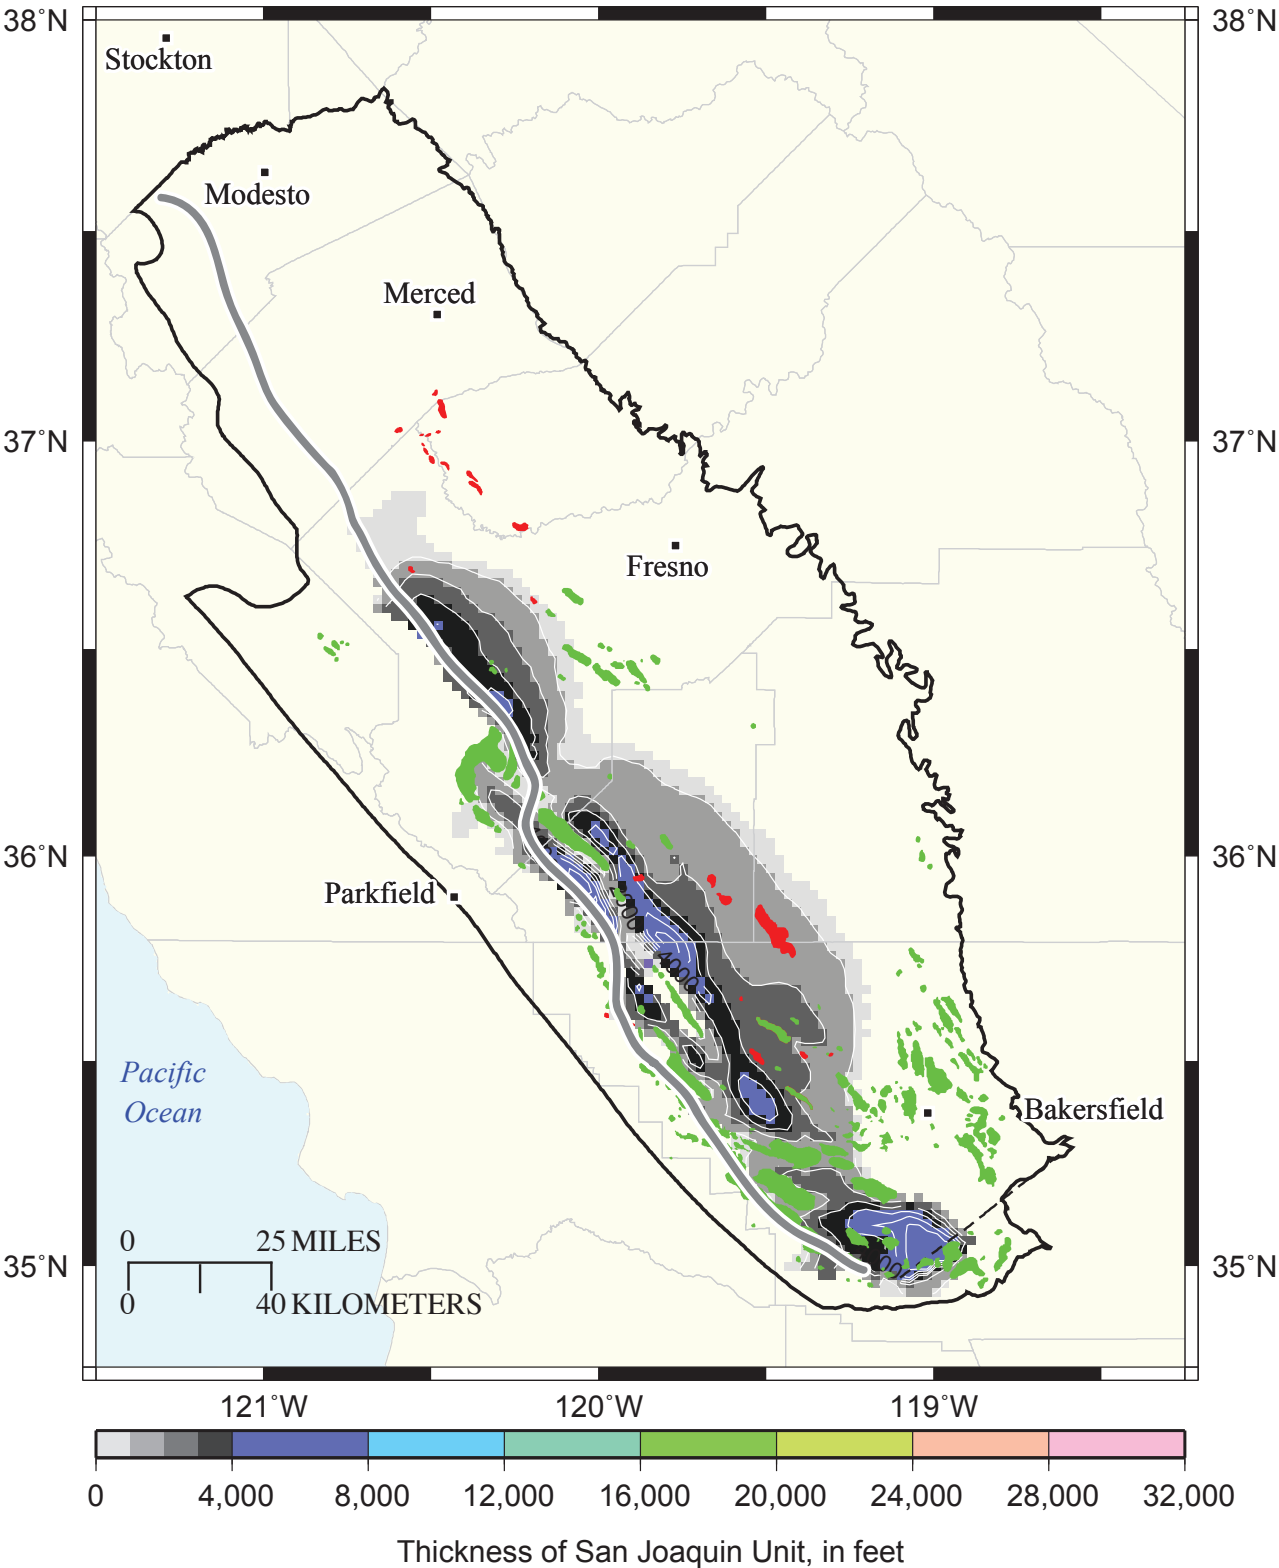 38°N
38°N
Stockton
Modesto
Merced
37°N
37°N
Fresno
36°N
36°N
Parkfield
4000
Pacific
Ocean
Bakersfield
0
25 MILES
35°N
35°N
0
40 KILOMETERS
121°W
120°W
119°W
0
4,000
8,000
12,000
16,000
20,000
24,000
28,000
32,000
Thickness of San Joaquin Unit, in feet